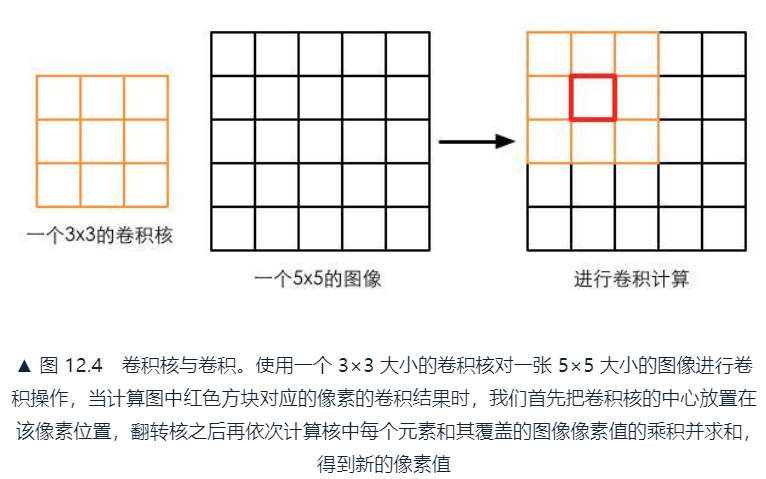 一个3x3的卷积核
一个5x5的图像
进行卷积计算
▲ 图 12.4　卷积核与卷积。使用一个 3×3 大小的卷积核对一张 5×5 大小的图像进行卷
积操作，当计算图中红色方块对应的像素的卷积结果时，我们首先把卷积核的中心放置在
该像素位置，翻转核之后再依次计算核中每个元素和其覆盖的图像像素值的乘积并求和，
得到新的像素值